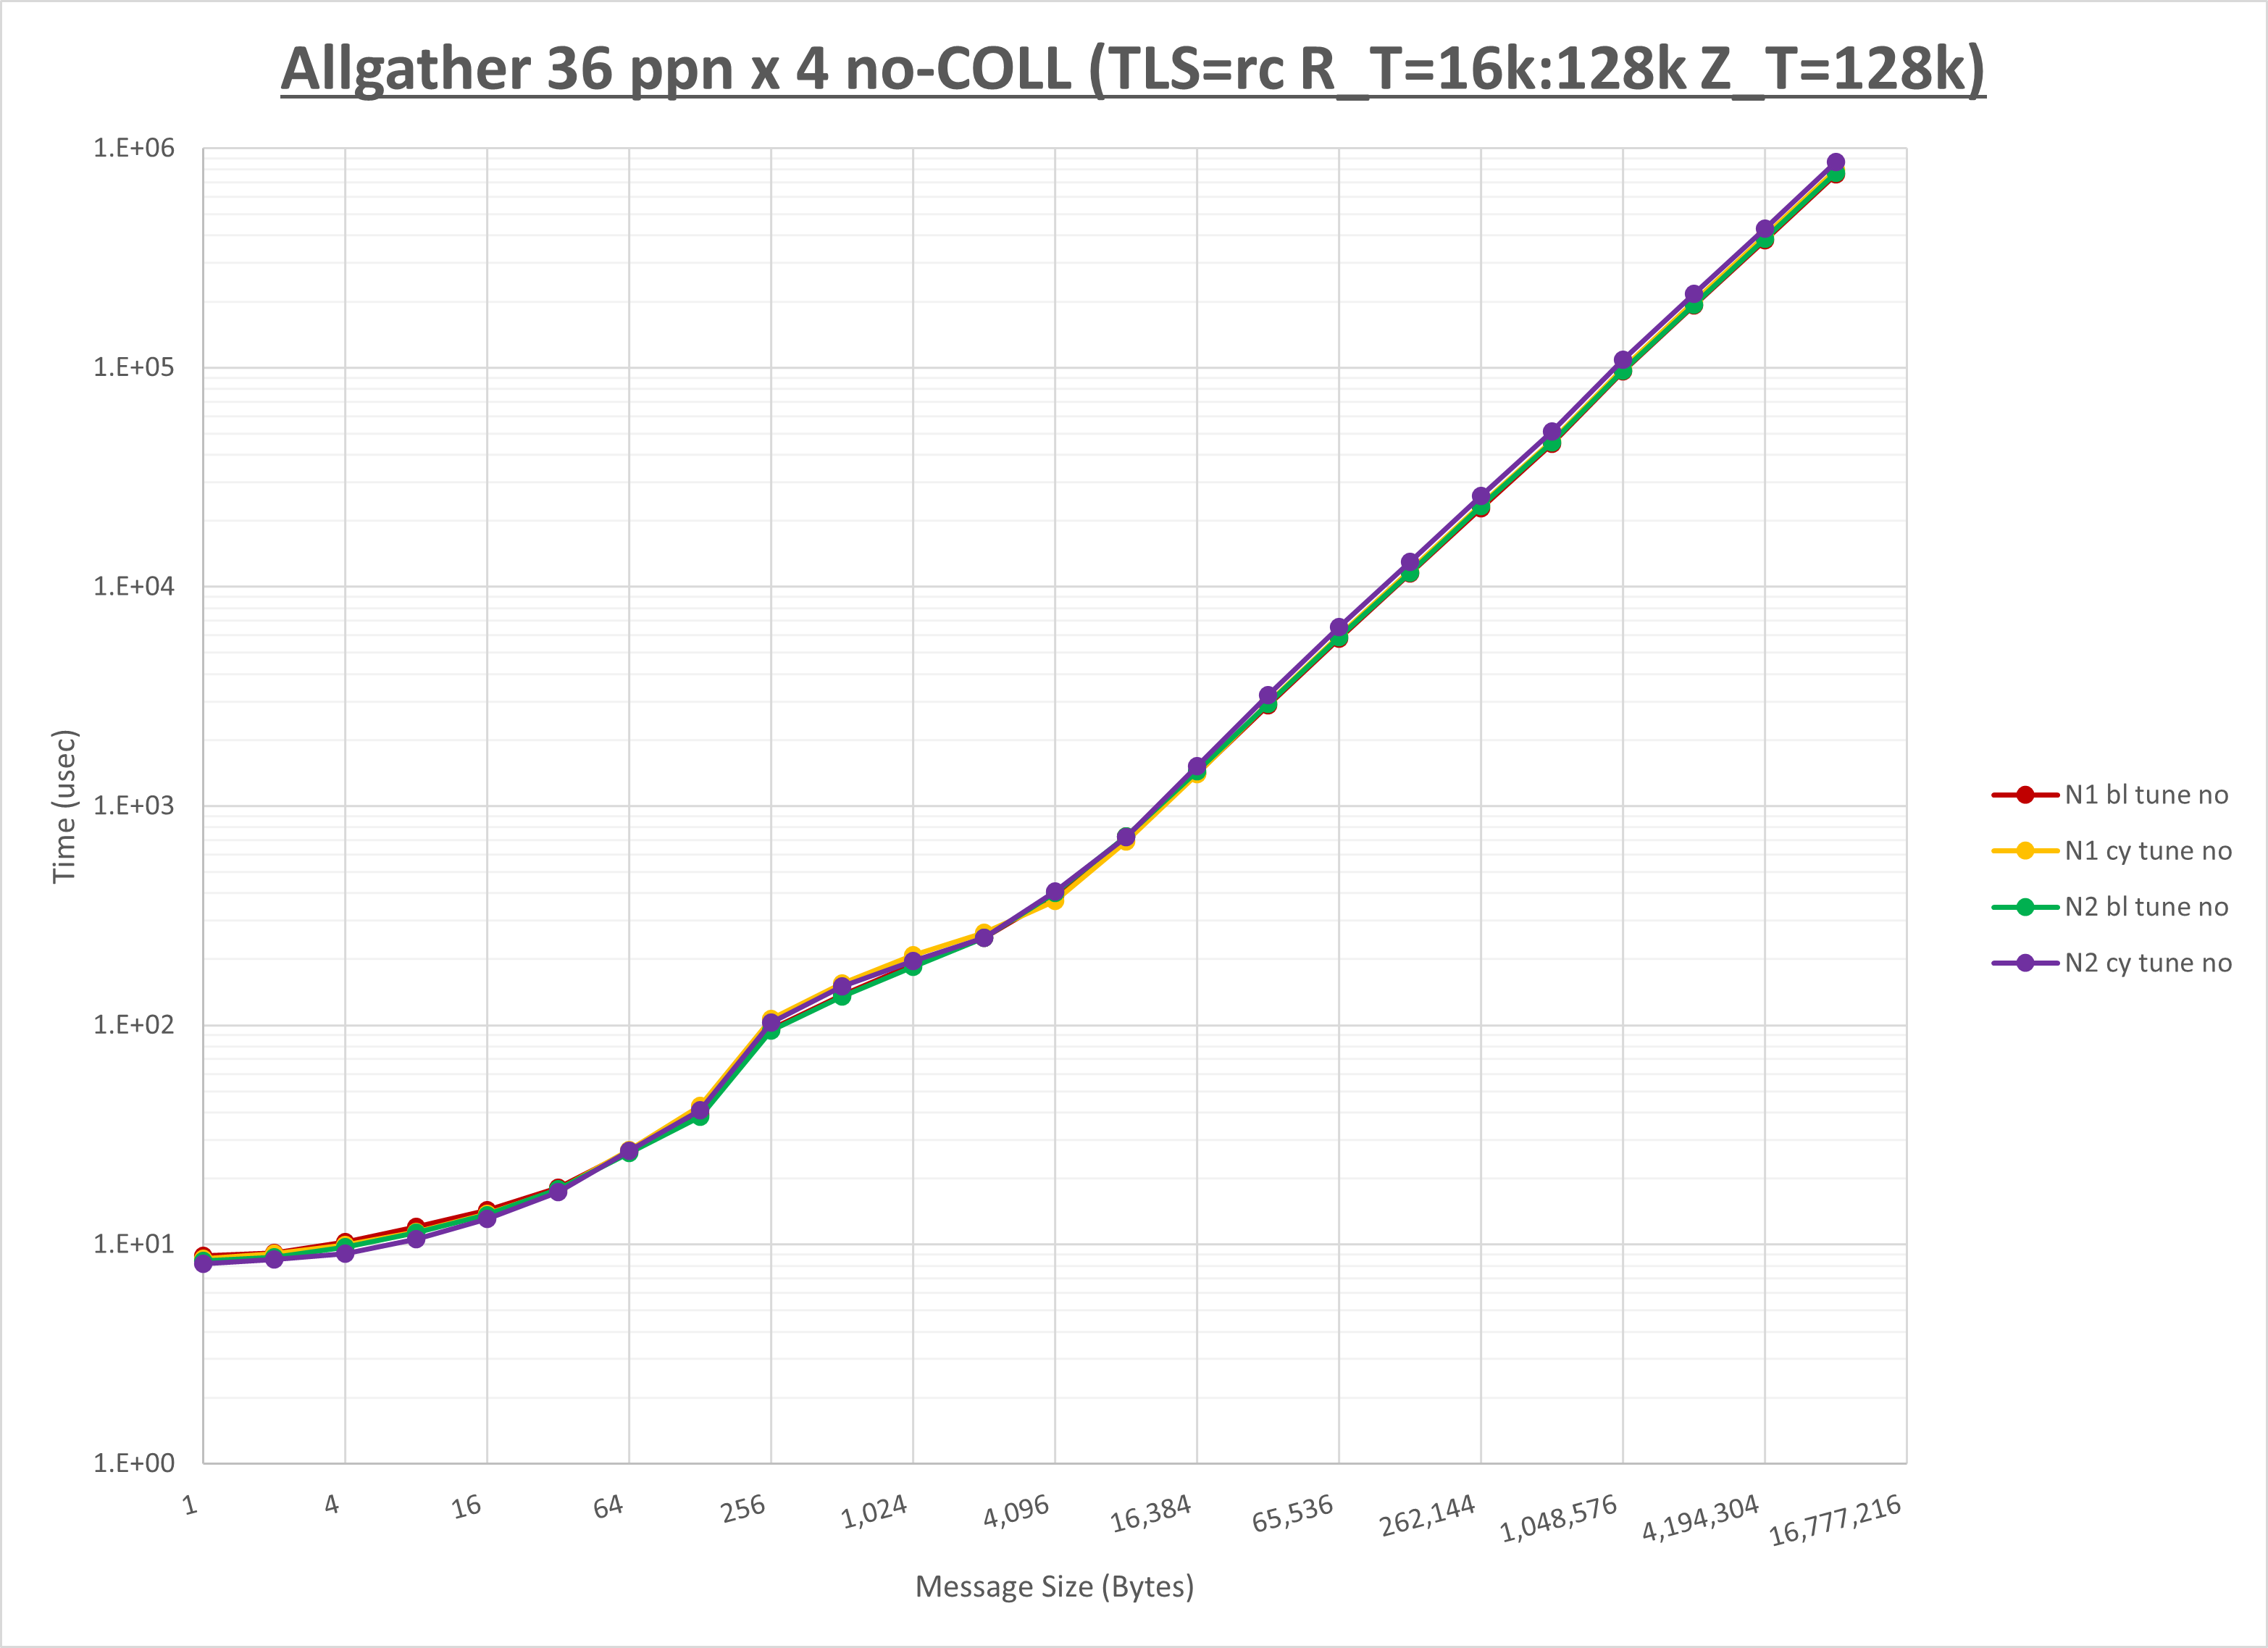 Allgather 36 ppn x 4 no-COLL (TLS=rc R_T=16k:128k Z_T=128k)
1.E+06
1.E+05
1.E+04
1.E+03
1.E+02
1.E+01
1.E+00
Time (usec)
1
4
16
64
256
1,024
4,096
16,384
65,536
262,144
1,048,576
4,194,304
16,777,216
Message Size (Bytes)
N1 bl tune no
N1 cy tune no
N2 bl tune no
N2 cy tune no